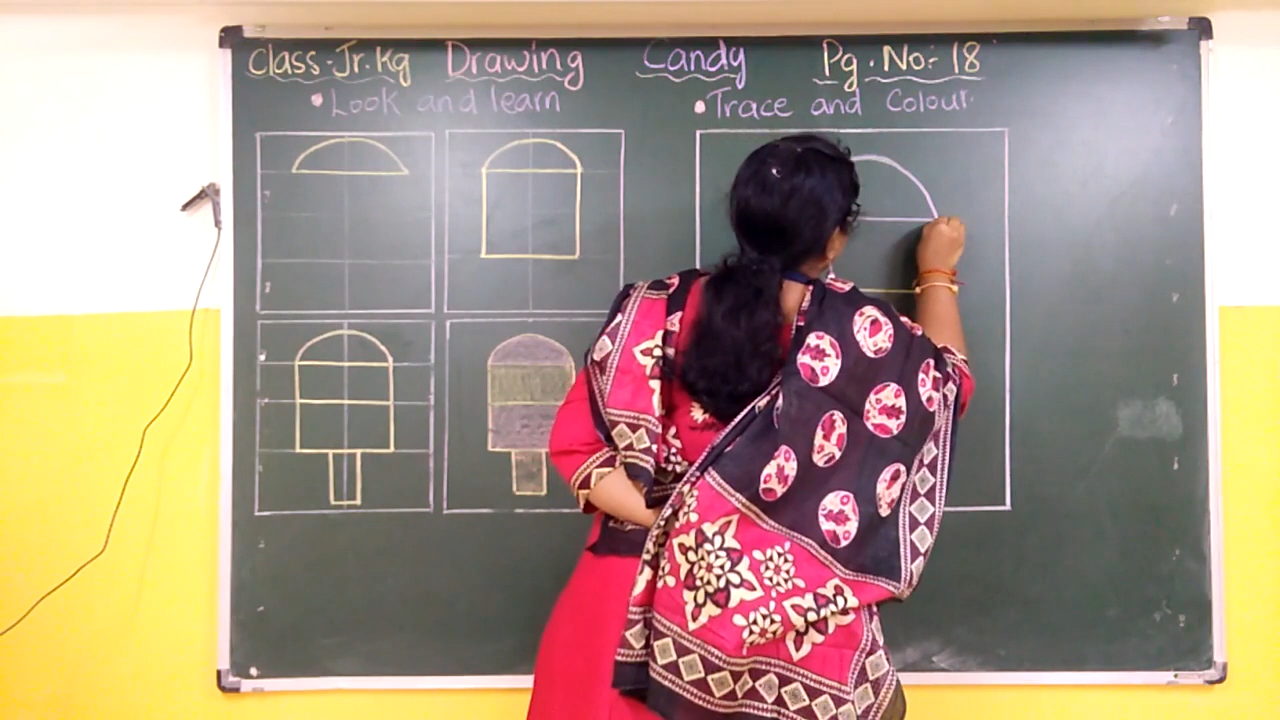 Class-Jr.Kg Drawing Candy Pg.No:-18
•Look and learn •Trace and Colour.